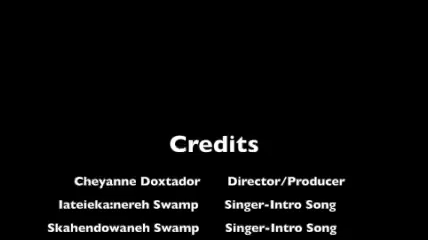 Credits
Cheyanne Doxtador Director/Producer
Iateieka:nereh Swamp Singer-Intro Song
Skahendowaneh Swamp Singer-Intro Song